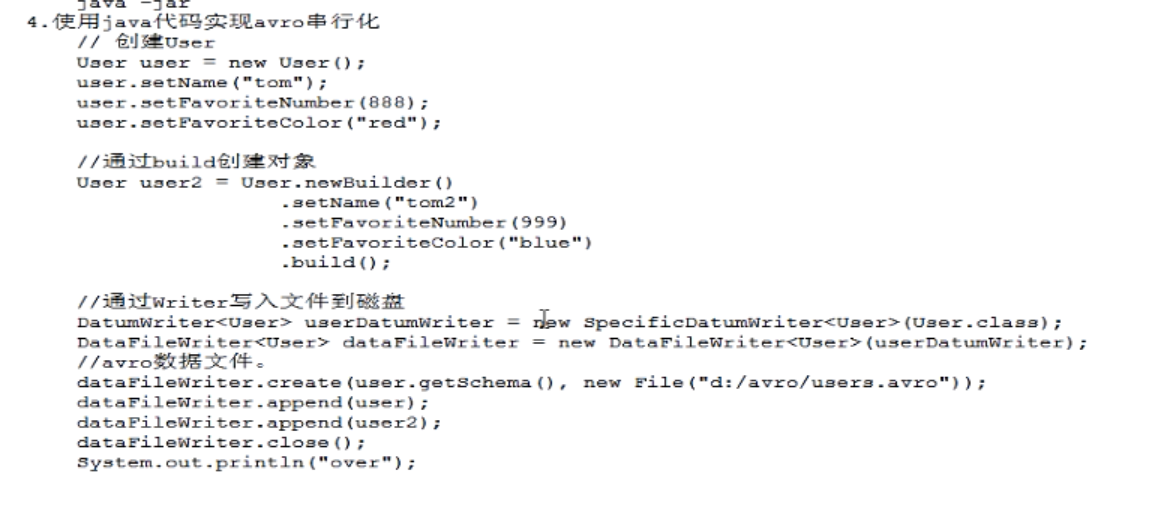 java -jar
4.使用java代码实现avro串行化
// 创建User
User user = new User();
user.setName("tom");
user.setFavoriteNumber(888);
user.setFavoriteColor("red");
//通过build创建对象
User user2 = User.newBuilder()
.setName("tom2")
.setFavoriteNumber(999)
.setFavoriteColor("blue")
.build();
//通过Writer写入文件到磁盘
DatumWriter<User> userDatumWriter = new SpecificDatumWriter<User>(User.class);
DataFileWriter<User> dataFileWriter = new DataFileWriter<User>(userDatumWriter);
//avro数据文件。
dataFileWriter.create(user.getSchema(), new File("d:/avro/users.avro"));
dataFileWriter.append(user);
dataFileWriter.append(user2);
dataFileWriter.close();
System.out.println("over");